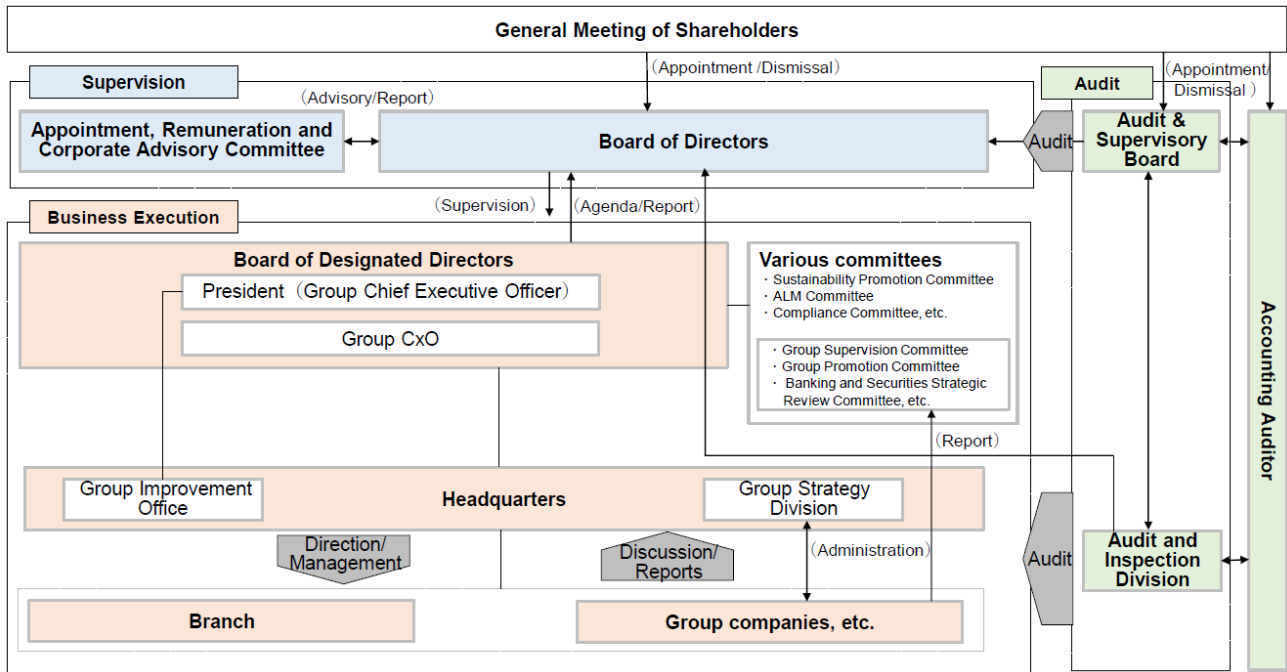 General Meeting of Shareholders
Supervision
（Appointment /Dismissal）
Audit
（Appointment/
Dismissal ）
（Advisory/Report）
Appointment, Remuneration and
Corporate Advisory Committee
Board of Directors
Audit
Audit &
Supervisory
Board
（Supervision）
（Agenda/Report）
Business Execution
Board of Designated Directors
President（Group Chief Executive Officer）
Group CxO
Various committees
・Sustainability Promotion Committee
・ALM Committee
・Compliance Committee, etc.
・Group Supervision Committee
・Group Promotion Committee
・ Banking and Securities Strategic
Review Committee, etc.
Accounting Auditor
（Report）
Group Improvement
Office
Headquarters
Group Strategy
Division
Direction/
Management
Discussion/
Reports
（Administration）
Audit
Audit and
Inspection
Division
Branch
Group companies, etc.